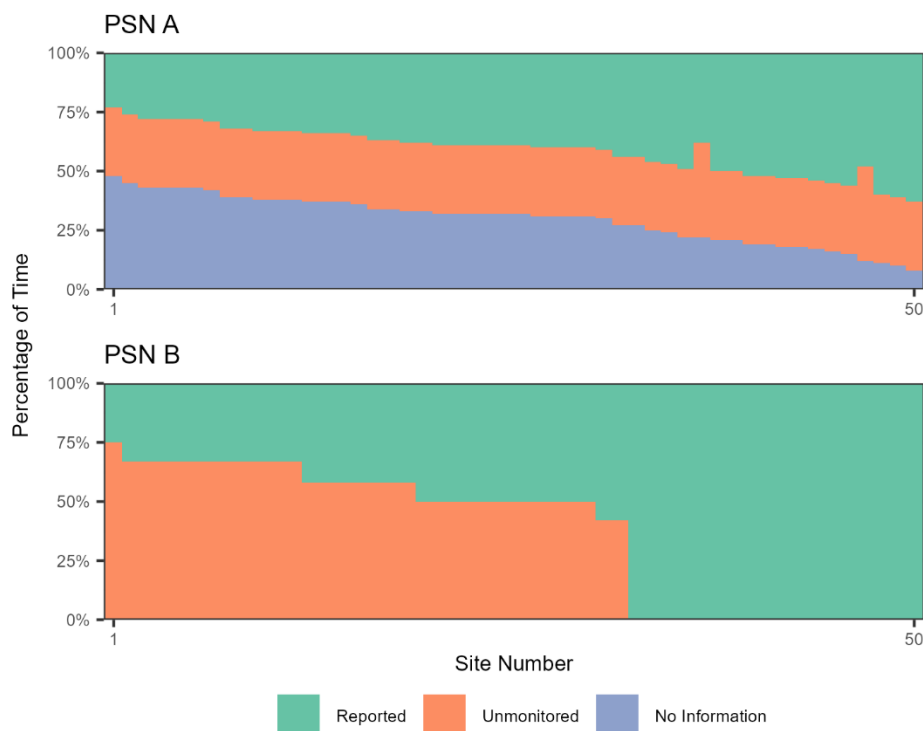 PSN A
100%
75%
50%
25%
0%
1
50
PSN B
100%
75%
50%
25%
0%
1
50
Percentage of Time
Site Number
Reported
Unmonitored
No Information